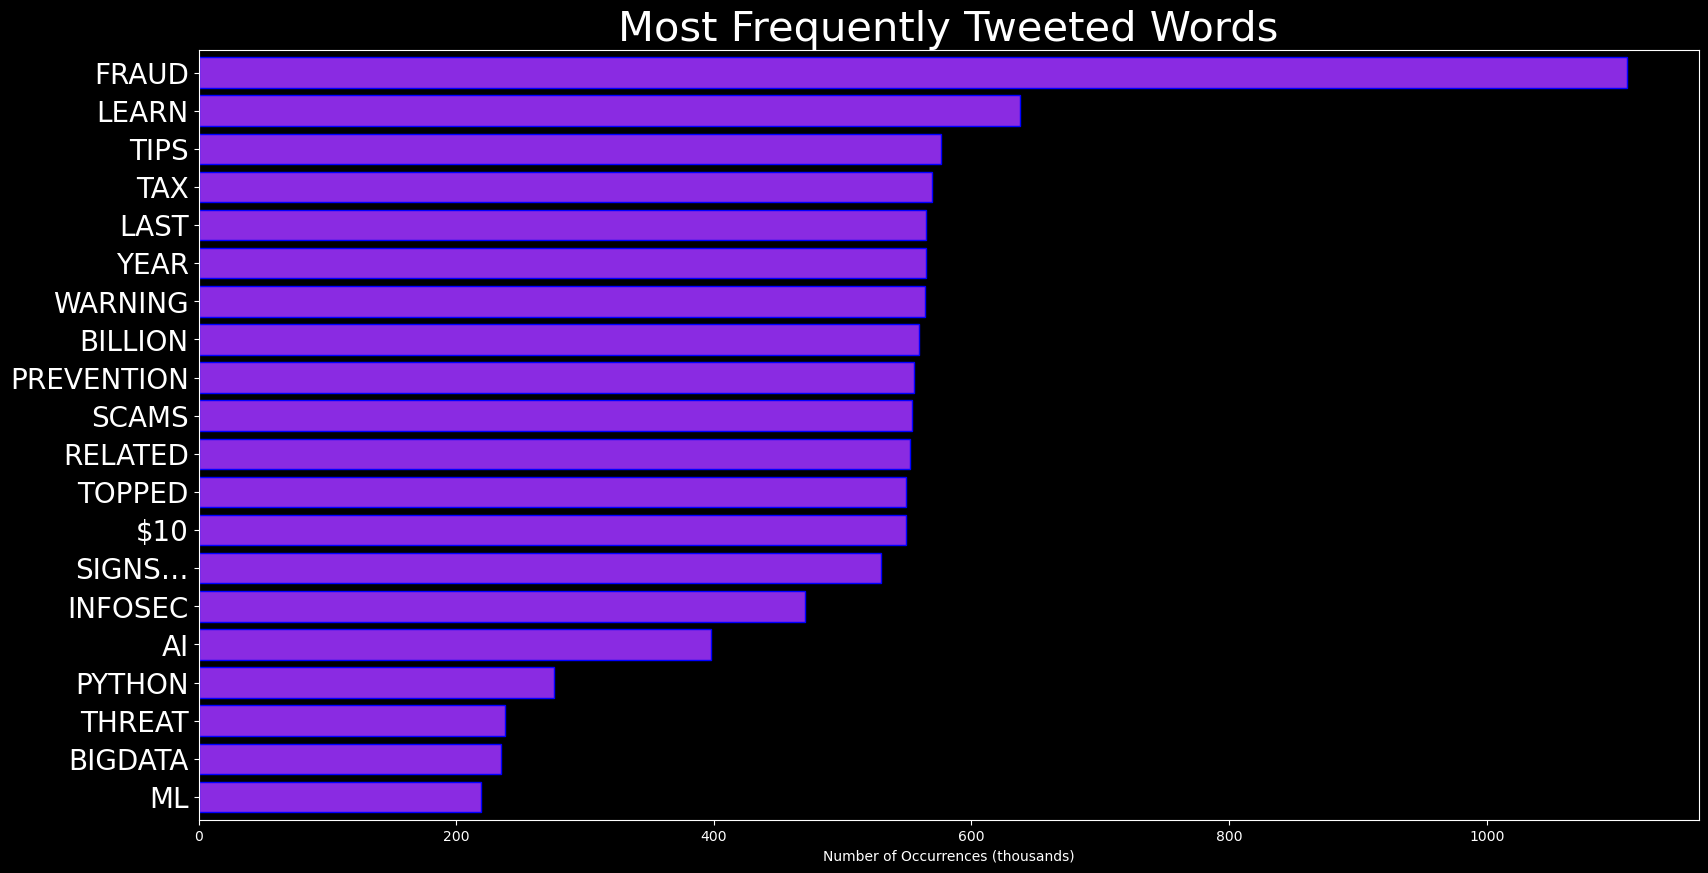 Most Frequently Tweeted Words
FRAUD
LEARN
TIPS
TAX
LAST
YEAR
WARNING
BILLION
PREVENTION
SCAMS
RELATED
TOPPED
$10
SIGNS…
INFOSEC
AI
PYTHON
THREAT
BIGDATA
ML
0 200 400 600 800 1000
Number of Occurrences (thousands)